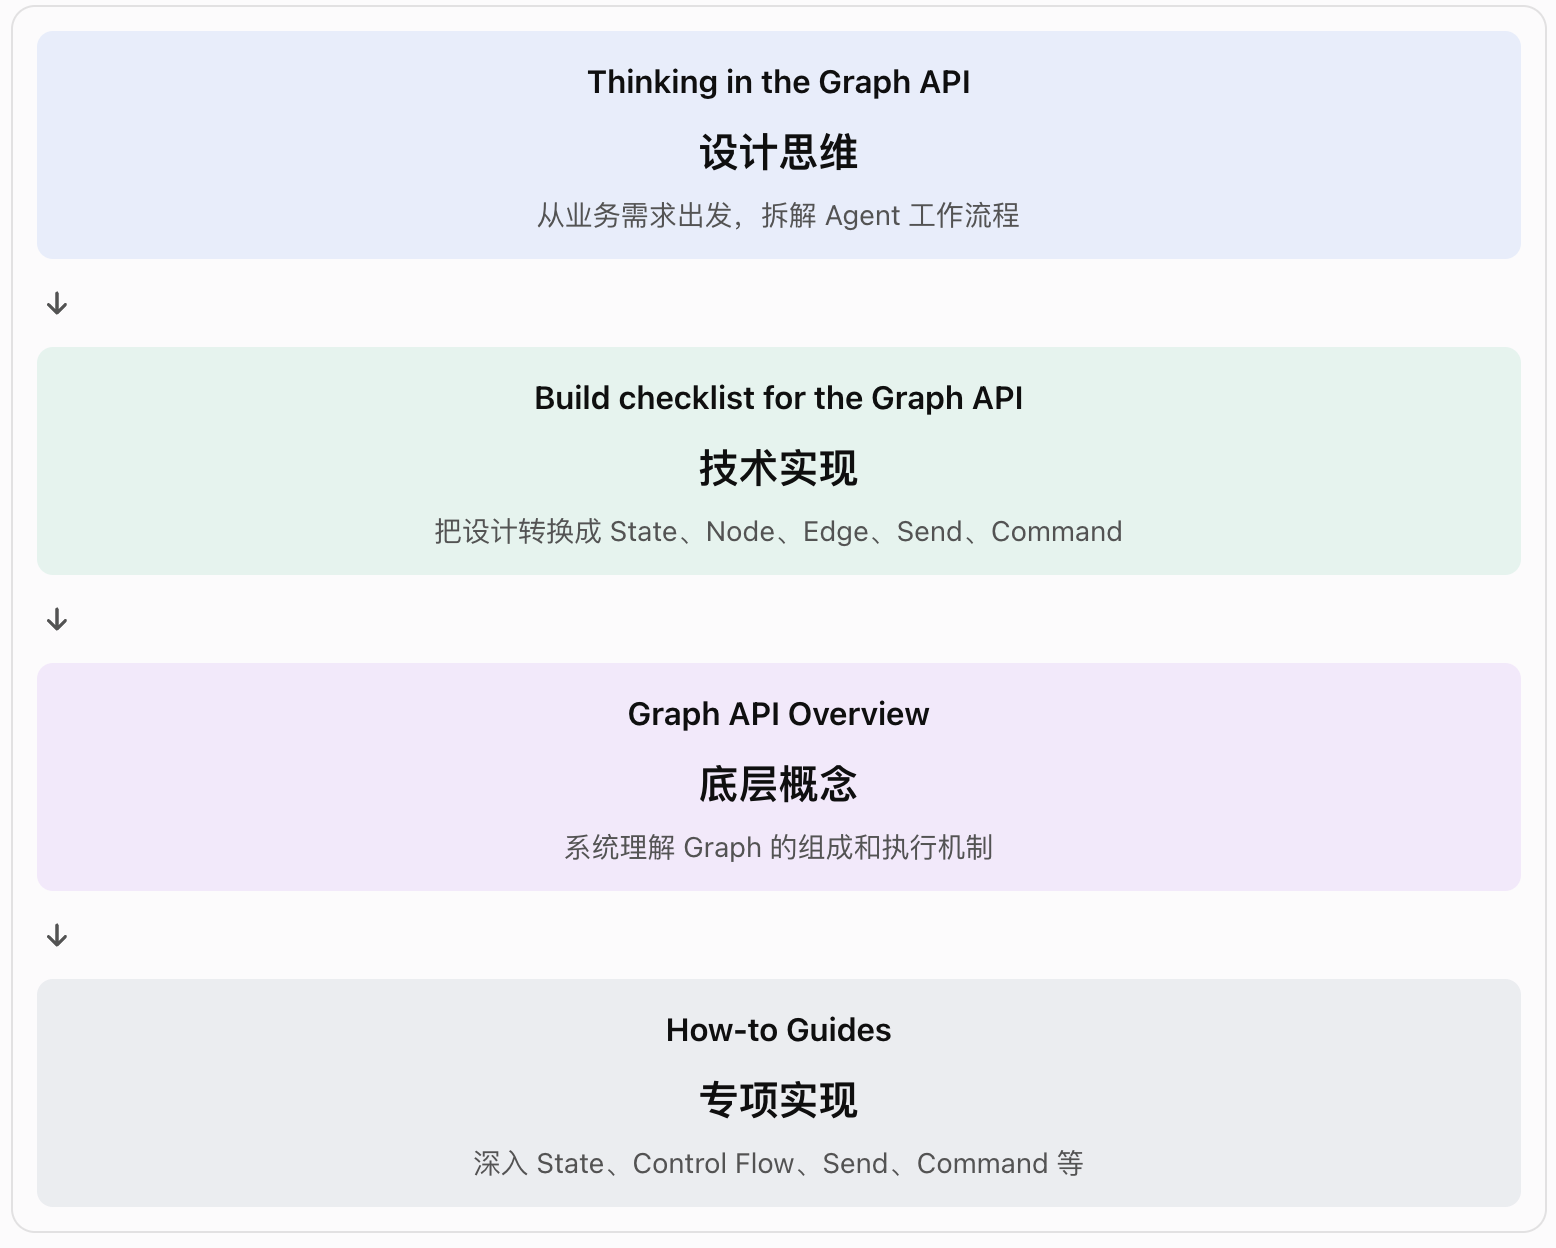 Thinking in the Graph API
设计思维
从业务需求出发，拆解 Agent 工作流程
Build checklist for the Graph API
技术实现
把设计转换成 State、Node、Edge、Send、Command
Graph API Overview
底层概念
系统理解 Graph 的组成和执行机制
How-to Guides
专项实现
深入 State、Control Flow、Send、Command 等